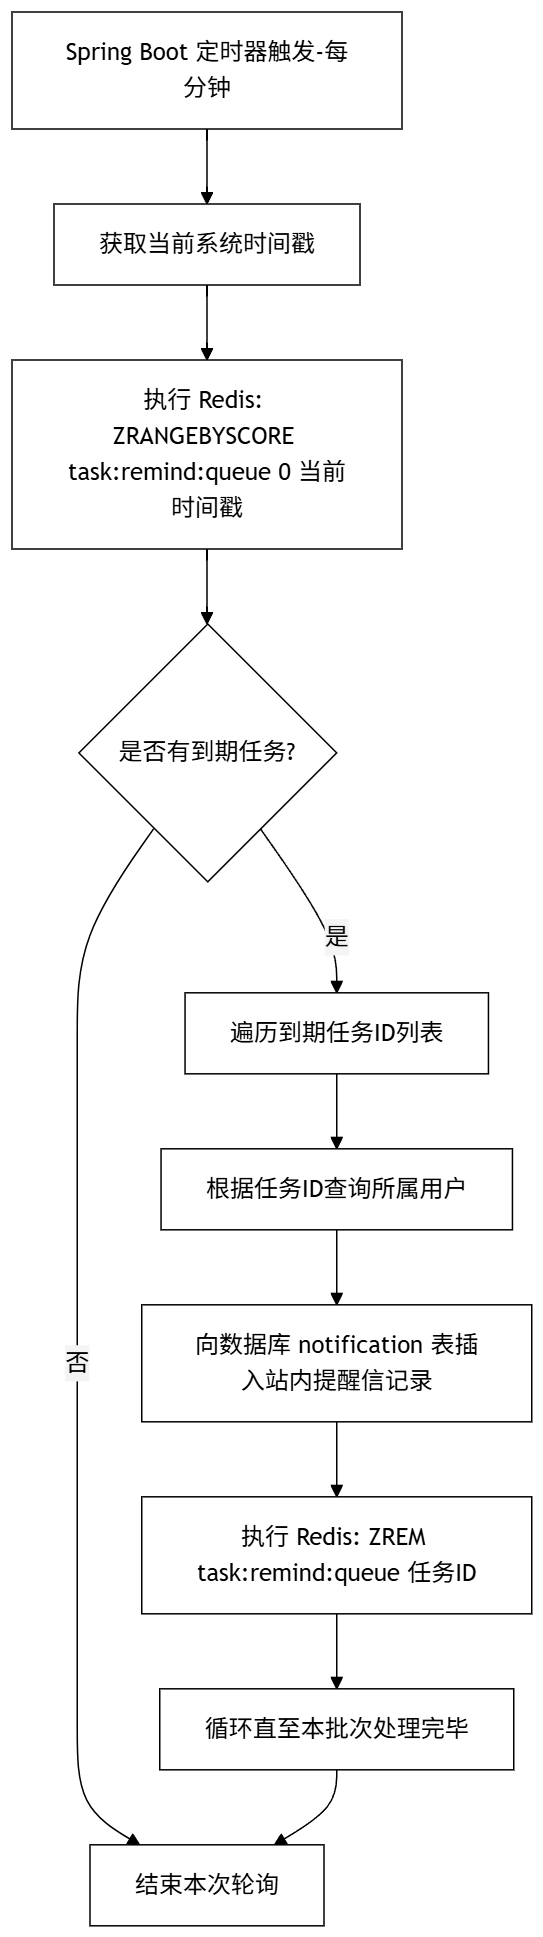 Spring Boot 定时器触发-每
分钟
获取当前系统时间戳
执行 Redis:
ZRANGEBYSCORE
task:remind:queue 0 当前
时间戳
是否有到期任务?
是
遍历到期任务ID列表
根据任务ID查询所属用户
向数据库 notification 表插
入站内提醒信记录
否
执行 Redis: ZREM
task:remind:queue 任务ID
循环直至本批次处理完毕
结束本次轮询